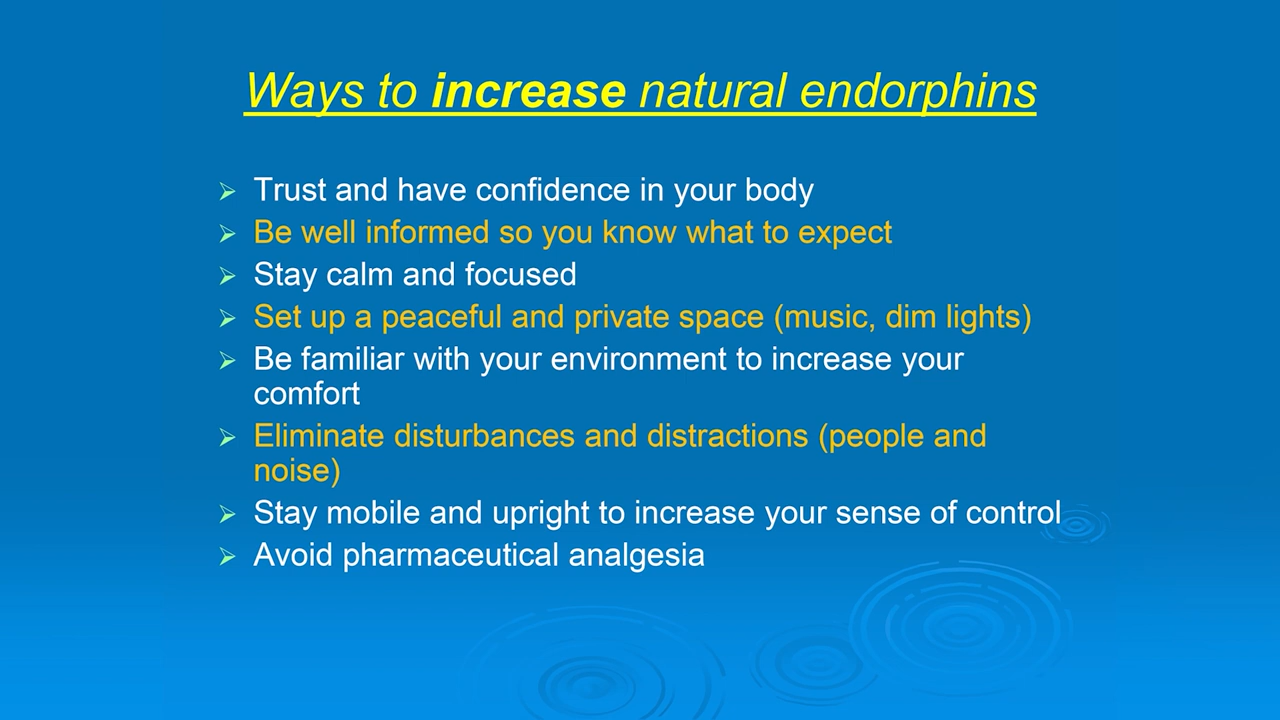 Ways to increase natural endorphins
Trust and have confidence in your body
Be well informed so you know what to expect
Stay calm and focused
Set up a peaceful and private space (music, dim lights)
Be familiar with your environment to increase your
comfort
Eliminate disturbances and distractions (people and
noise)
Stay mobile and upright to increase your sense of control
Avoid pharmaceutical analgesia